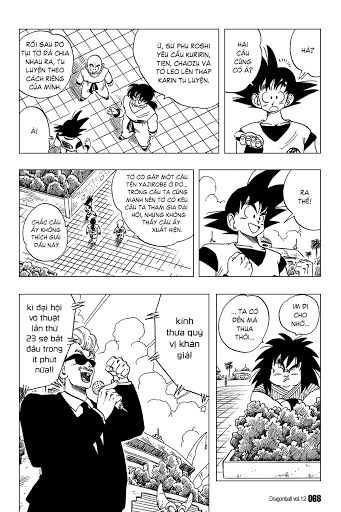 HẢ?
HAI
CẬU
CŨNG
CÓ À?
Ừ, SƯ PHỤ ROSHI
YÊU CẦU KURIRIN,
TIEN, CHAOZU VÀ
TỚ LEO LÊN THÁP
KARIN TU LUYỆN.
RỒI SAU ĐÓ
TỤI TỚ ĐÃ CHIA
NHAU RA, TU
LUYỆN THEO
CÁCH RIÊNG
CỦA MÌNH.
À!
RA
THẾ!
TỚ CÓ GẶP MỘT CẬU
TÊN YAJIROBE Ở ĐÓ...
TRÔNG CẬU TA CŨNG
MẠNH NÊN TỚ CÓ KÊU
CẬU TA THAM GIA ĐẠI
HỘI, NHƯNG KHÔNG
THẤY CẬU ẤY
XUẤT HIỆN.
CHẮC CẬU
ẤY KHÔNG
THÍCH GIẢI
ĐẤU NÀY.
IM ĐI
CHO
NHỜ...
... TA CÓ
ĐẾN MÀ
THUA
THÔI...
kính
thưa quý
vị khán
giả!
kì đại hội
võ thuật
lần thứ
23 sẽ bắt
đầu trong
ít phút
nữa!!
Dragonball vol.12 068